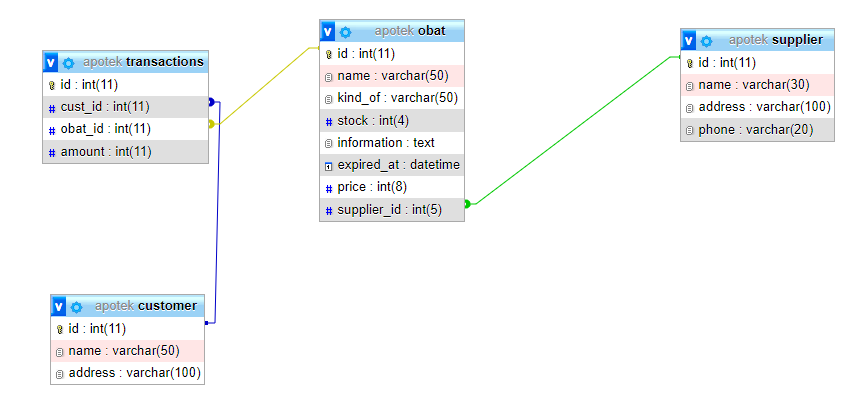 apotek transactions
id : int(11)
cust_id : int(11)
obat_id : int(11)
amount : int(11)
apotek obat
id : int(11)
name : varchar(50)
kind_of : varchar(50)
stock : int(4)
information : text
expired_at : datetime
price : int(8)
supplier_id : int(5)
apotek supplier
id : int(11)
name : varchar(30)
address : varchar(100)
phone : varchar(20)
apotek customer
id : int(11)
name : varchar(50)
address : varchar(100)